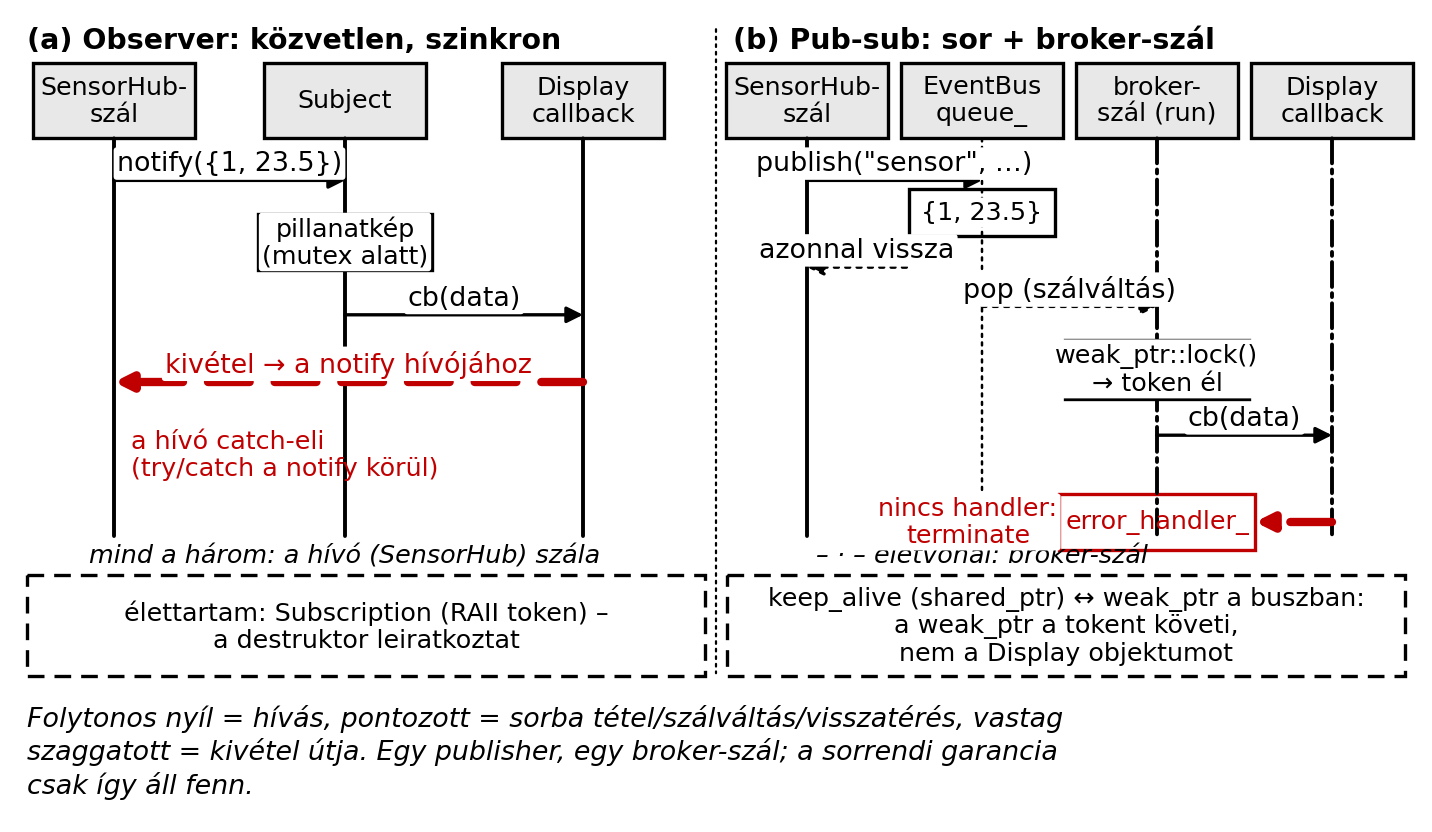 (a) Observer: közvetlen, szinkron
SensorHub-
szál
Subject
Display
callback
notify({1, 23.5})
pillanatkép
(mutex alatt)
cb(data)
kivétel → a notify hívójához
a hívó catch-eli
(try/catch a notify körül)
mind a három: a hívó (SensorHub) szála
élettartam: Subscription (RAII token) –
a destruktor leiratkoztat
(b) Pub-sub: sor + broker-szál
SensorHub-
szál
EventBus
queue_
broker-
szál (run)
Display
callback
publish("sensor", ...)
{1, 23.5}
azonnal vissza
pop (szálváltás)
weak_ptr::lock()
→ token él
cb(data)
nincs handler:
terminate
error_handler_
– · – életvonal: broker-szál
keep_alive (shared_ptr) ↔ weak_ptr a buszban:
a weak_ptr a tokent követi,
nem a Display objektumot
Folytonos nyíl = hívás, pontozott = sorba tétel/szálváltás/visszatérés, vastag
szaggatott = kivétel útja. Egy publisher, egy broker-szál; a sorrendi garancia
csak így áll fenn.